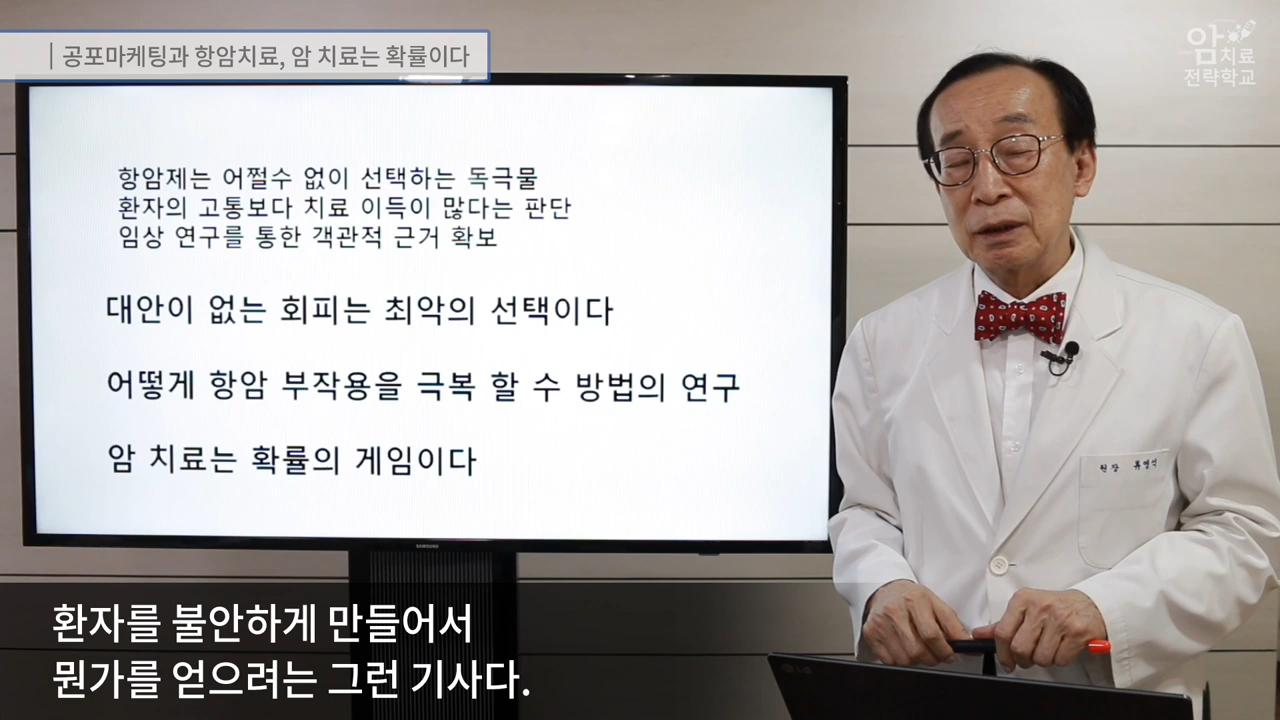 | 공포마케팅과 항암치료, 암 치료는 확률이다
암치료
전략학교
항암제는 어쩔수 없이 선택하는 독극물
환자의 고통보다 치료 이득이 많다는 판단
임상 연구를 통한 객관적 근거 확보
대안이 없는 회피는 최악의 선택이다
어떻게 항암 부작용을 극복 할 수 방법의 연구
암 치료는 확률의 게임이다
SAMSUNG
원장
LG
환자를 불안하게 만들어서
뭔가를 얻으려는 그런 기사다.